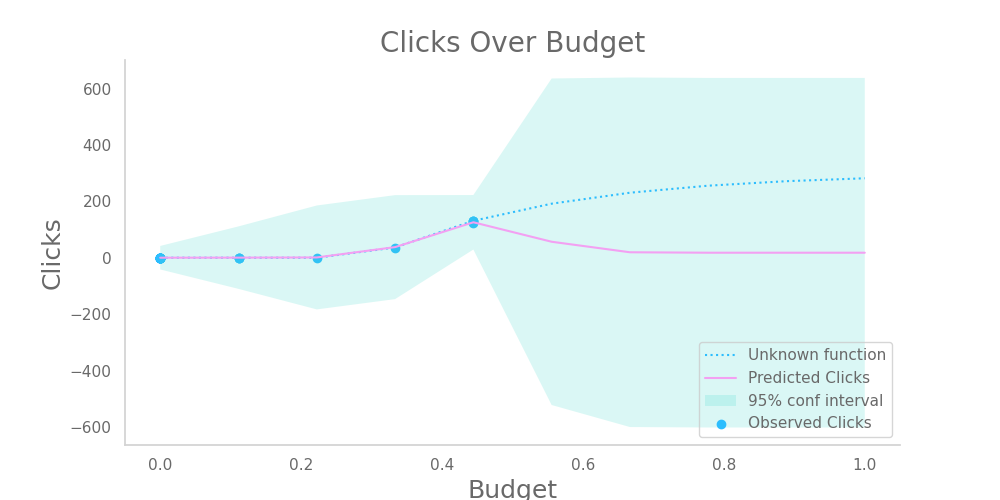 Clicks Over Budget
Clicks
600
400
200
0
−200
−400
−600
Unknown function
Predicted Clicks
95% conf interval
Observed Clicks
0.0 0.2 0.4 0.6 0.8 1.0
Budget